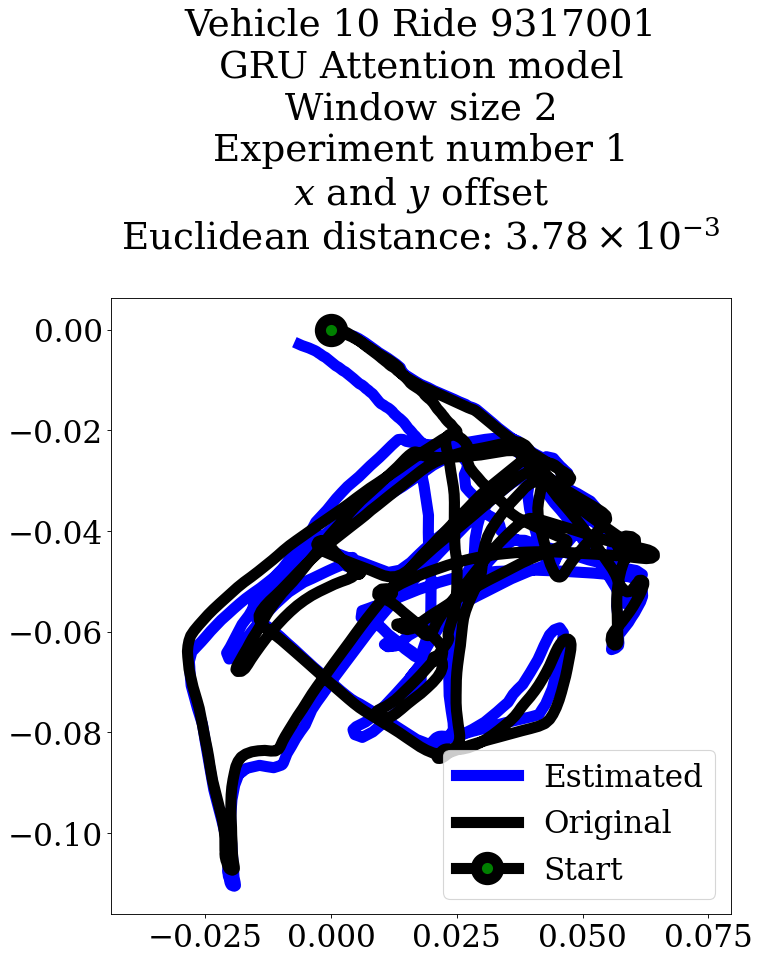 Vehicle 10 Ride 9317001
GRU Attention model
Window size 2
Experiment number 1
x and y offset
Euclidean distance: 3.78 × 10⁻³
0.00
−0.02
−0.04
−0.06
−0.08
−0.10
Estimated
Original
Start
−0.025 0.000 0.025 0.050 0.075